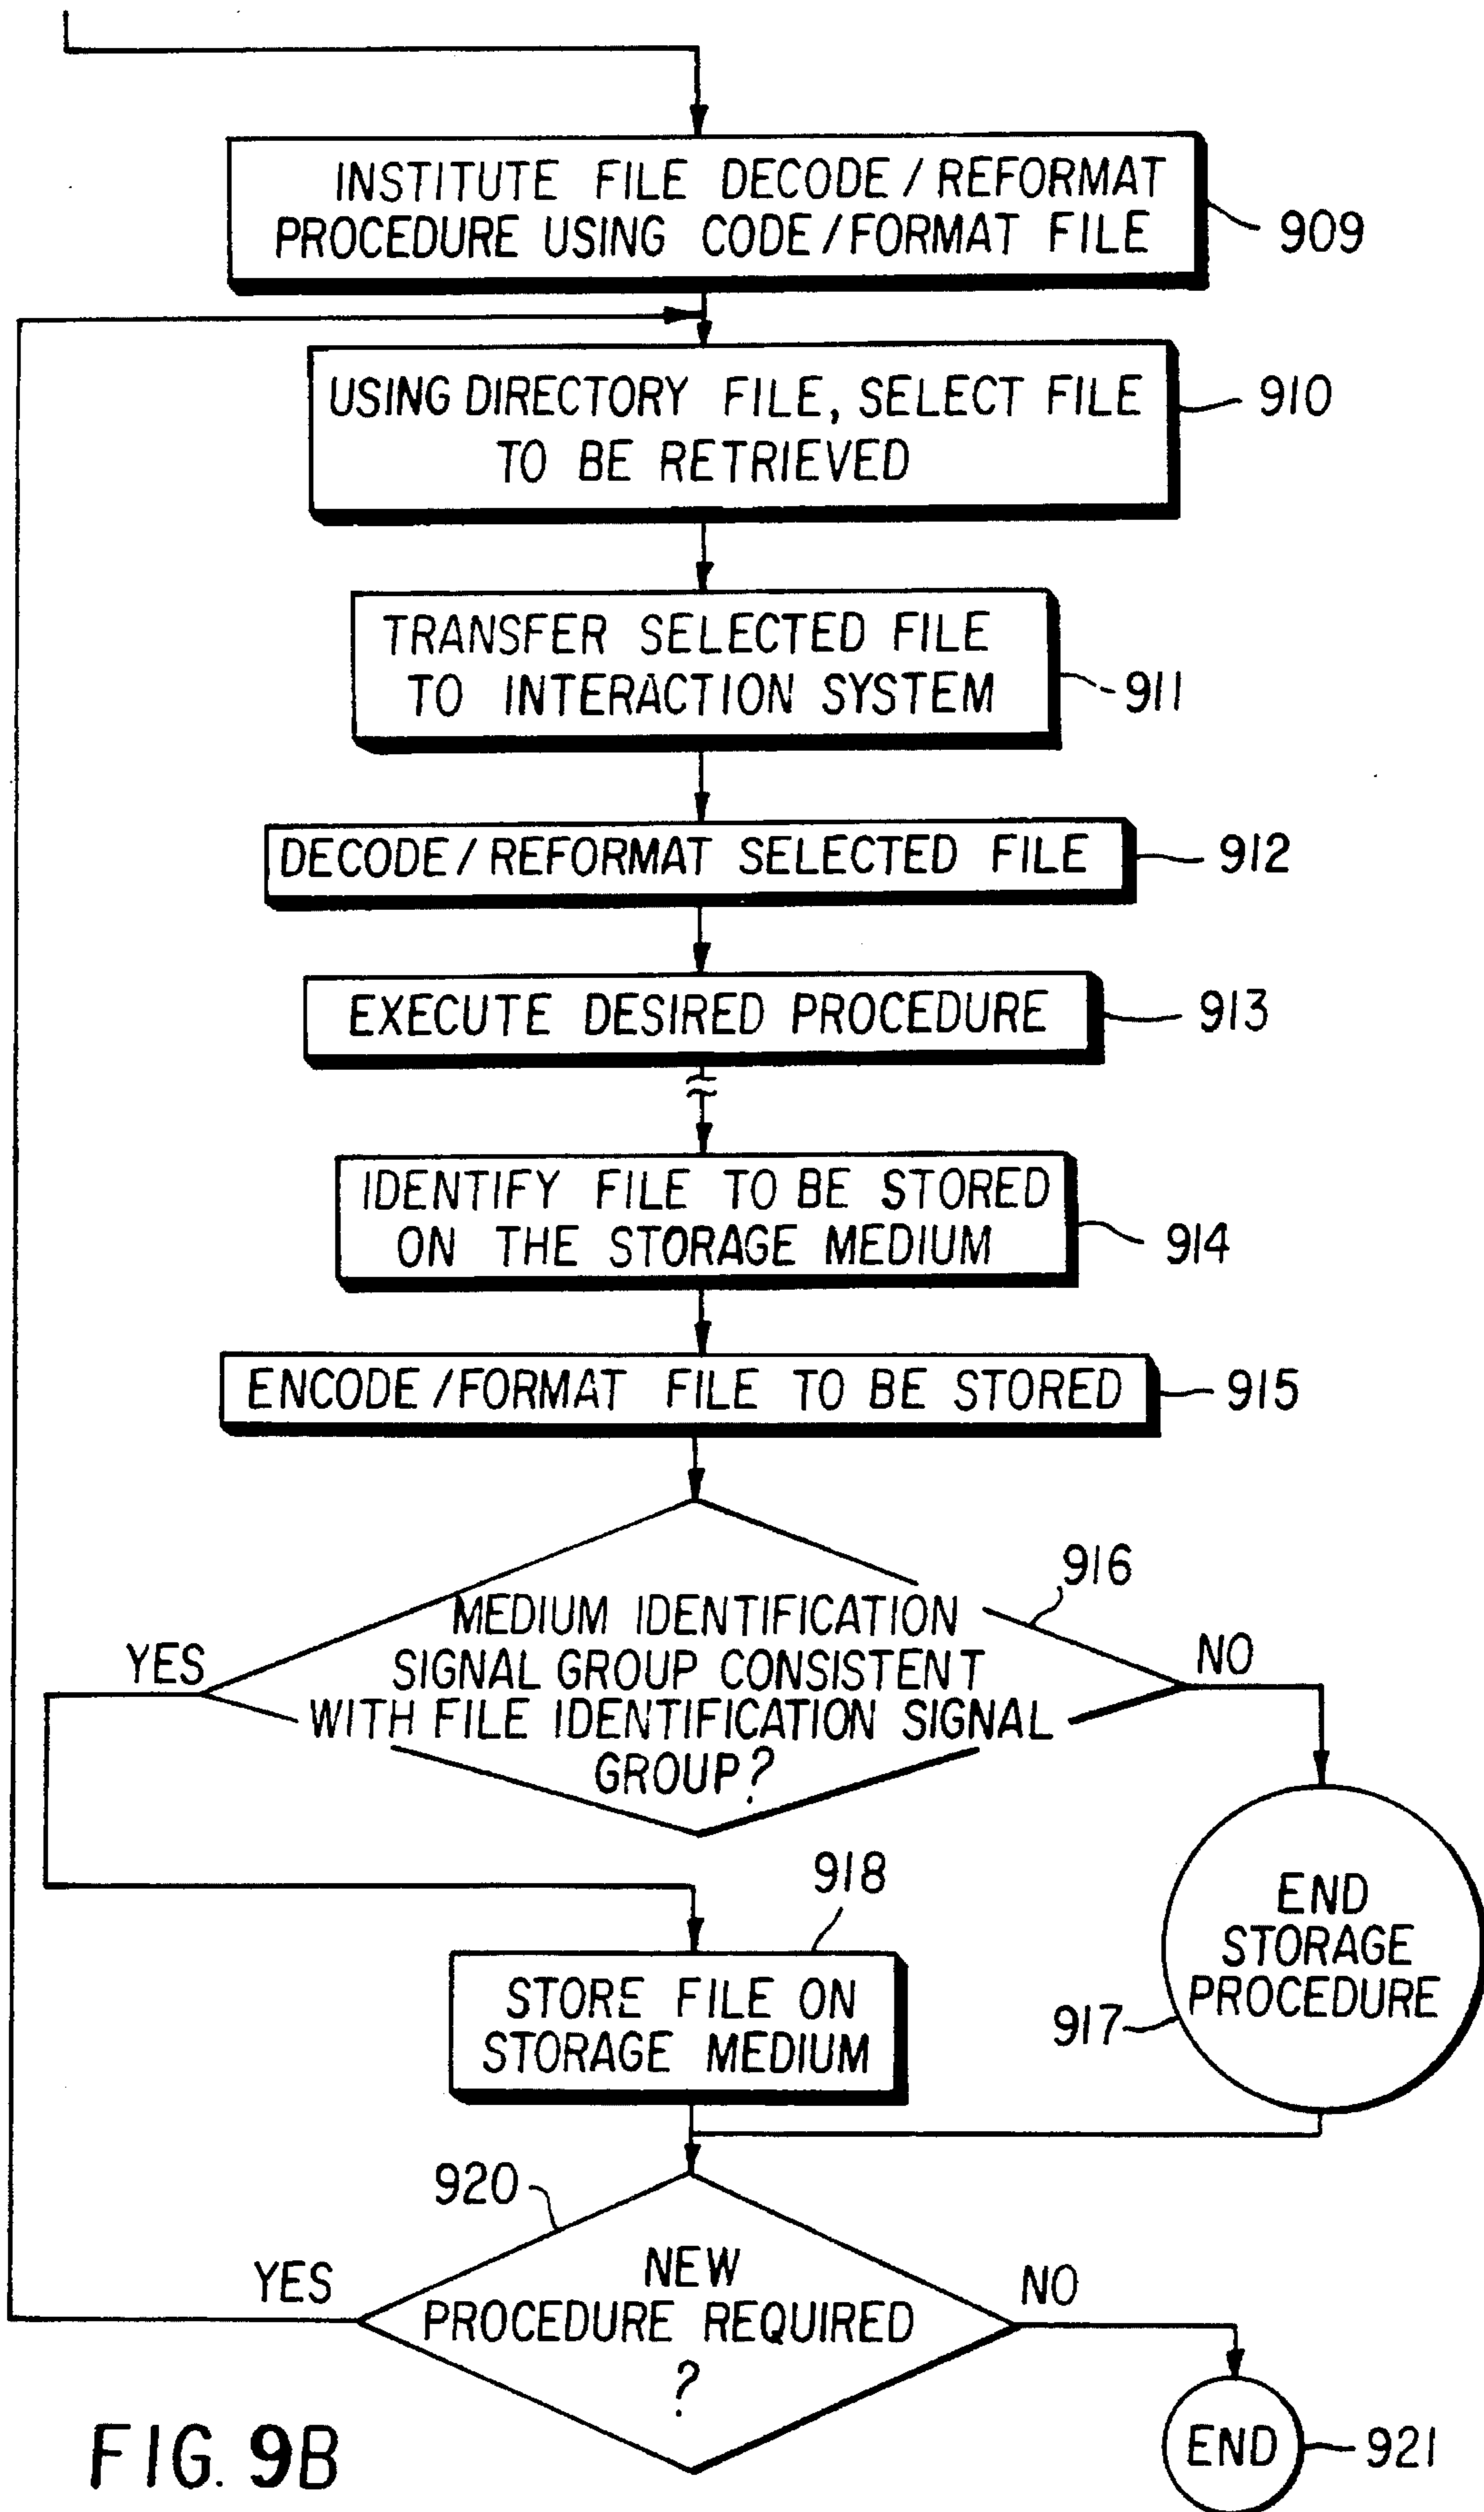 INSTITUTE FILE DECODE / REFORMAT
PROCEDURE USING CODE/FORMAT FILE
909
USING DIRECTORY FILE, SELECT FILE
TO BE RETRIEVED
910
TRANSFER SELECTED FILE
TO INTERACTION SYSTEM
911
DECODE/REFORMAT SELECTED FILE
912
EXECUTE DESIRED PROCEDURE
913
IDENTIFY FILE TO BE STORED
ON THE STORAGE MEDIUM
914
ENCODE/FORMAT FILE TO BE STORED
915
916
MEDIUM IDENTIFICATION
SIGNAL GROUP CONSISTENT
WITH FILE IDENTIFICATION SIGNAL
GROUP?
YES
NO
918
STORE FILE ON
STORAGE MEDIUM
END
STORAGE
PROCEDURE
917
920
NEW
PROCEDURE REQUIRED
?
YES
NO
END
921
FIG. 9B